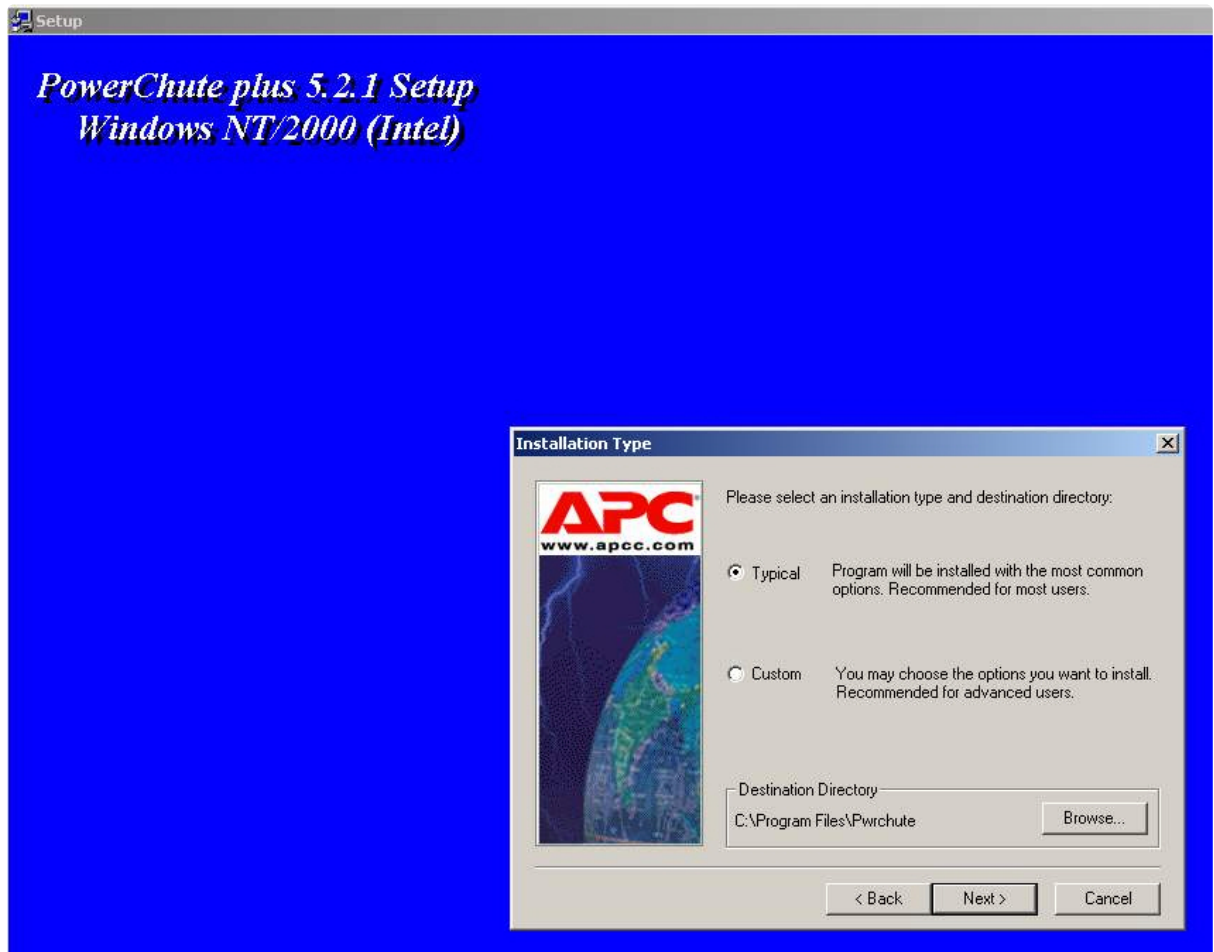 Setup
PowerChute plus 5.2.1 Setup
Windows NT/2000 (Intel)
Installation Type
APC
www.apcc.com
Please select an installation type and destination directory:
Typical Program will be installed with the most common
options. Recommended for most users.
Custom You may choose the options you want to install.
Recommended for advanced users.
Destination Directory
C:\Program Files\Pwrchute Browse...
< Back Next > Cancel